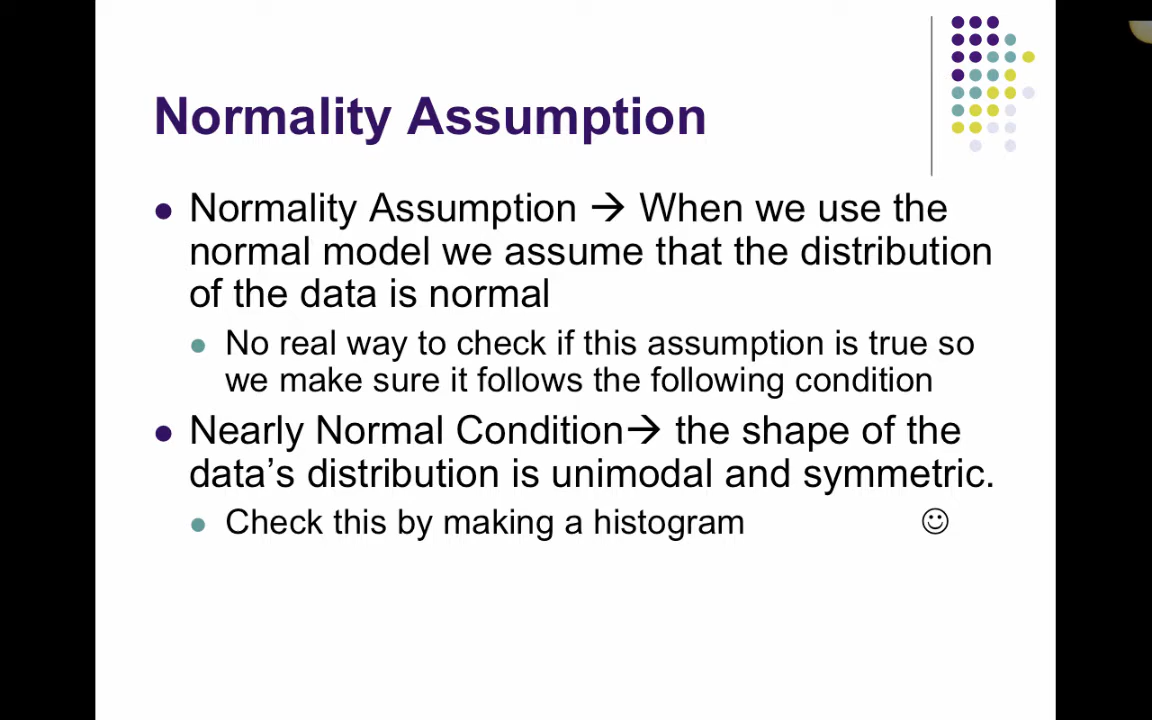 Normality Assumption
● Normality Assumption → When we use the
normal model we assume that the distribution
of the data is normal
● No real way to check if this assumption is true so
we make sure it follows the following condition
● Nearly Normal Condition→ the shape of the
data’s distribution is unimodal and symmetric.
● Check this by making a histogram ☺